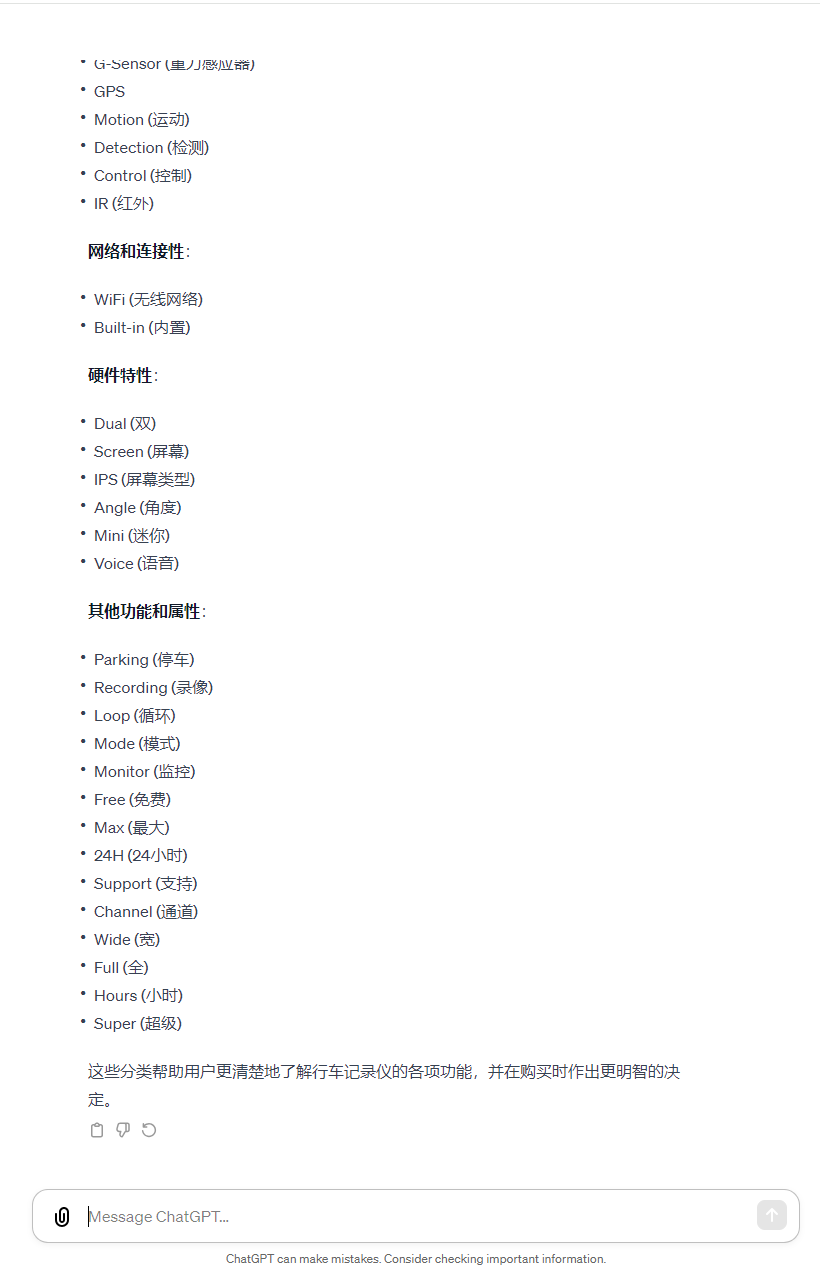 G-Sensor (重力感应器)
GPS
Motion (运动)
Detection (检测)
Control (控制)
IR (红外)
网络和连接性:
WiFi (无线网络)
Built-in (内置)
硬件特性:
Dual (双)
Screen (屏幕)
IPS (屏幕类型)
Angle (角度)
Mini (迷你)
Voice (语音)
其他功能和属性:
Parking (停车)
Recording (录像)
Loop (循环)
Mode (模式)
Monitor (监控)
Free (免费)
Max (最大)
24H (24小时)
Support (支持)
Channel (通道)
Wide (宽)
Full (全)
Hours (小时)
Super (超级)
这些分类帮助用户更清楚地了解行车记录仪的各项功能，并在购买时作出更明智的决
定。
Message ChatGPT...
ChatGPT can make mistakes. Consider checking important information.